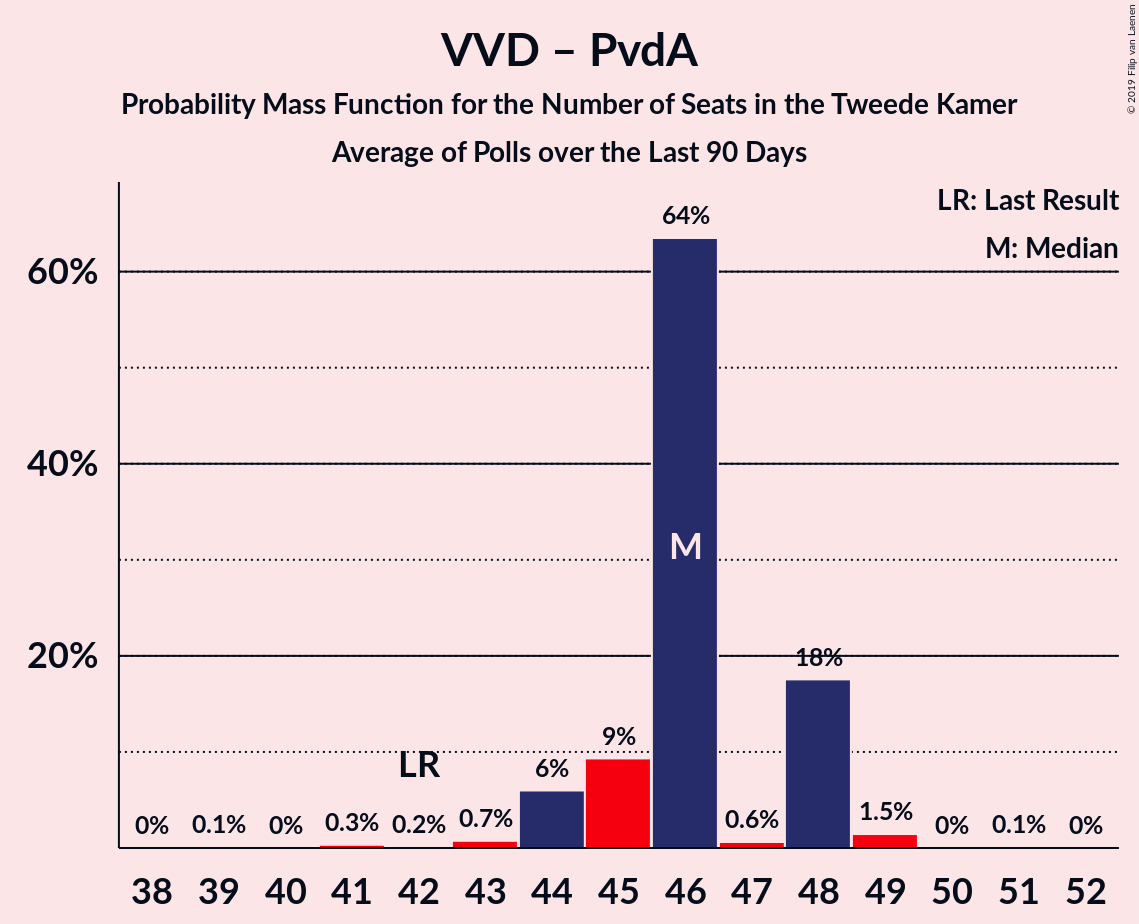 VVD – PvdA
Probability Mass Function for the Number of Seats in the Tweede Kamer
Average of Polls over the Last 90 Days
© 2019 Filip van Laenen
LR: Last Result
M: Median
60%
40%
20%
0% 0.1% 0% 0.3% 0.2% 0.7% 6% 9% 64% 0.6% 18% 1.5% 0% 0.1% 0%
LR
M
38 39 40 41 42 43 44 45 46 47 48 49 50 51 52